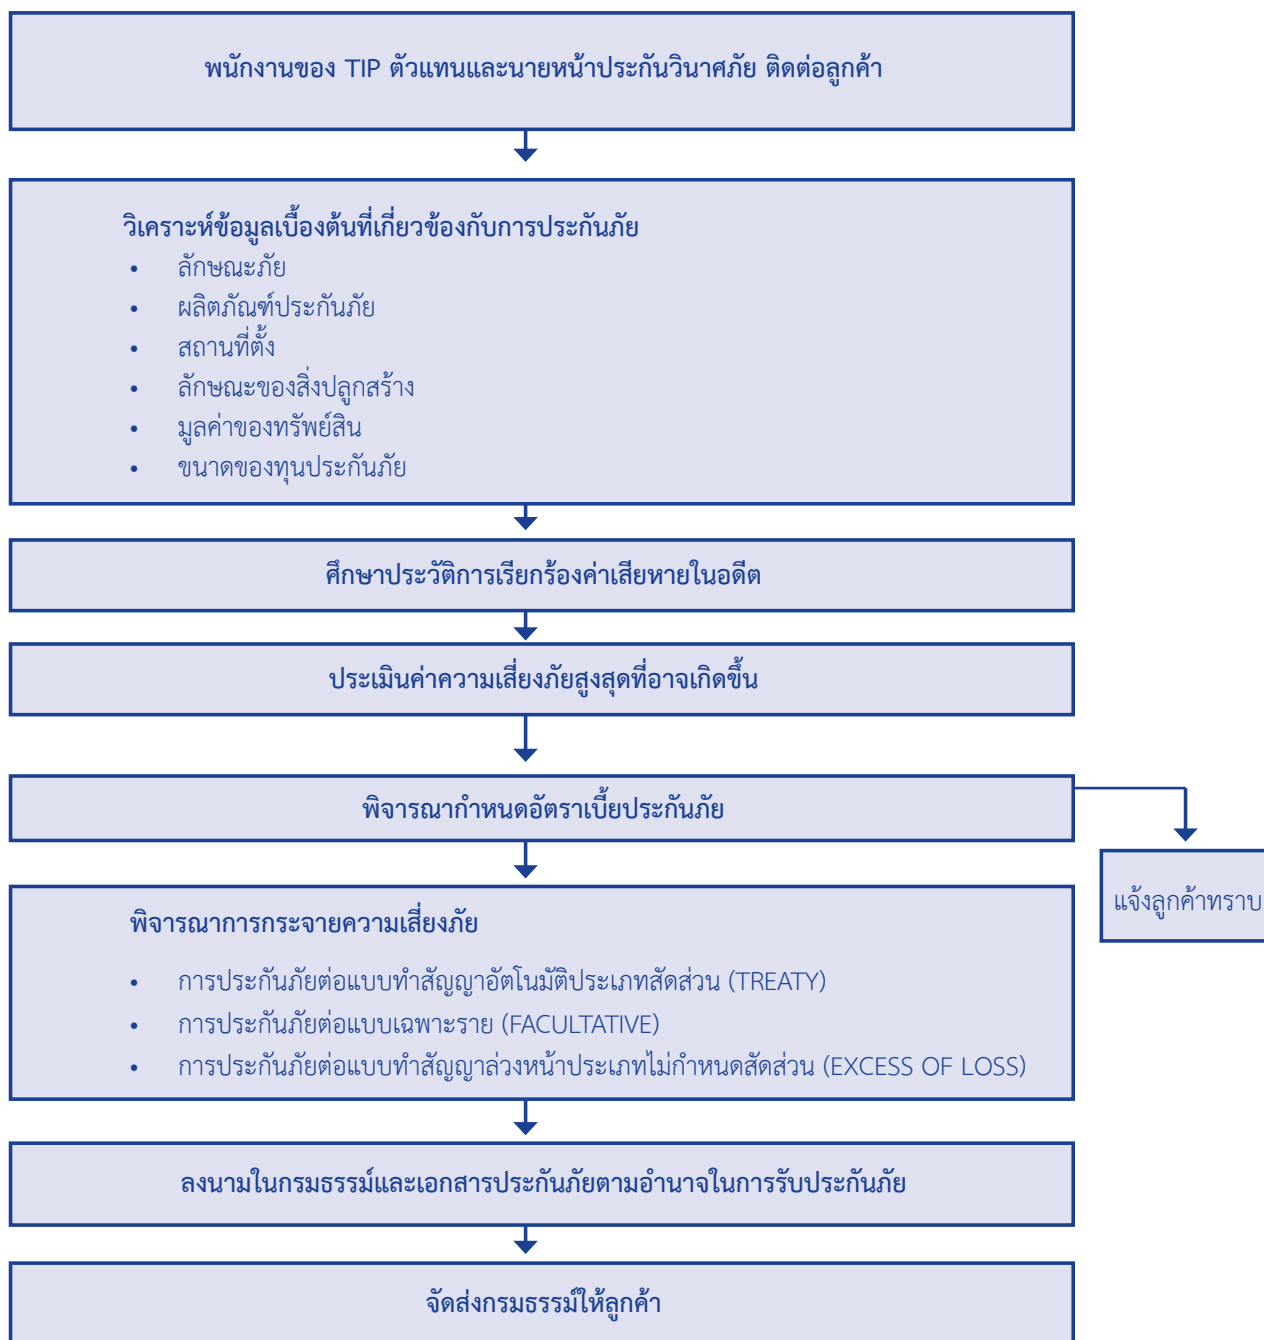 พนักงานของ TIP ตัวแทนและนายหน้าประกันวินาศภัย ติดต่อลูกค้า
วิเคราะห์ข้อมูลเบื้องต้นที่เกี่ยวข้องกับการประกันภัย
• ลักษณะภัย
• ผลิตภัณฑ์ประกันภัย
• สถานที่ตั้ง
• ลักษณะของสิ่งปลูกสร้าง
• มูลค่าของทรัพย์สิน
• ขนาดของทุนประกันภัย
ศึกษาประวัติการเรียกร้องค่าเสียหายในอดีต
ประเมินค่าความเสี่ยงภัยสูงสุดที่อาจเกิดขึ้น
พิจารณากำหนดอัตราเบี้ยประกันภัย
แจ้งลูกค้าทราบ
พิจารณาการกระจายความเสี่ยงภัย
• การประกันภัยต่อแบบทำสัญญาอัตโนมัติประเภทสัดส่วน (TREATY)
• การประกันภัยต่อแบบเฉพาะราย (FACULTATIVE)
• การประกันภัยต่อแบบทำสัญญาล่วงหน้าประเภทไม่กำหนดสัดส่วน (EXCESS OF LOSS)
ลงนามในกรมธรรม์และเอกสารประกันภัยตามอำนาจในการรับประกันภัย
จัดส่งกรมธรรม์ให้ลูกค้า